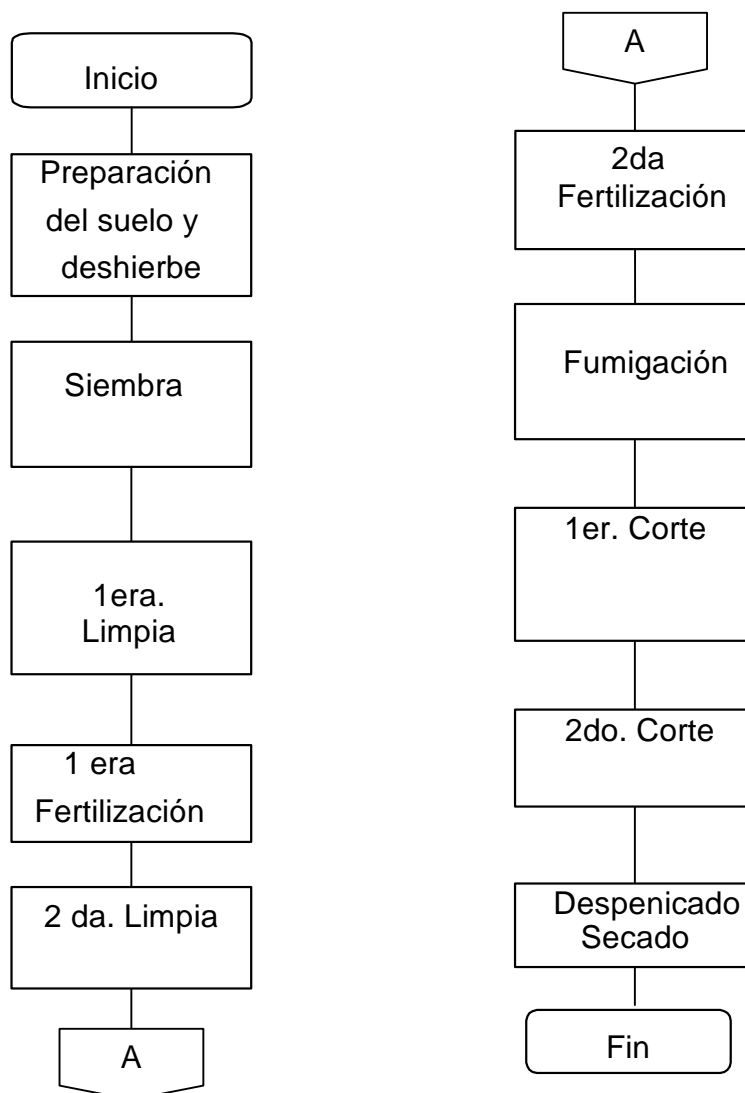 Inicio
Preparación
del suelo y
deshierbe
Siembra
1era.
Limpia
1 era
Fertilización
2 da. Limpia
A
A
2da
Fertilización
Fumigación
1er. Corte
2do. Corte
Despenicado
Secado
Fin